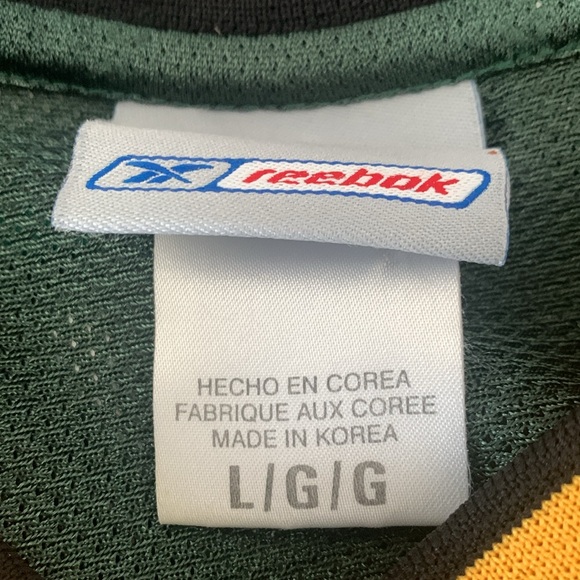 Reebok
HECHO EN COREA
FABRIQUE AUX COREE
MADE IN KOREA
L/G/G